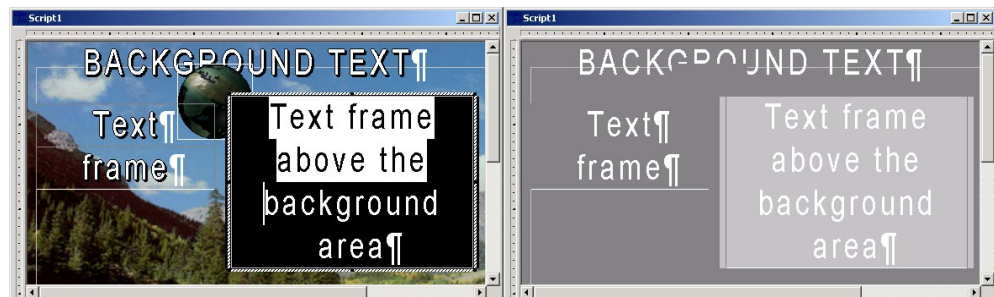 Script1
BACKGROUND TEXT¶
Text¶
frame¶
Text frame
above the
background
area¶
Script1
BACKGROUND TEXT¶
Text¶
frame¶
Text frame
above the
background
area¶